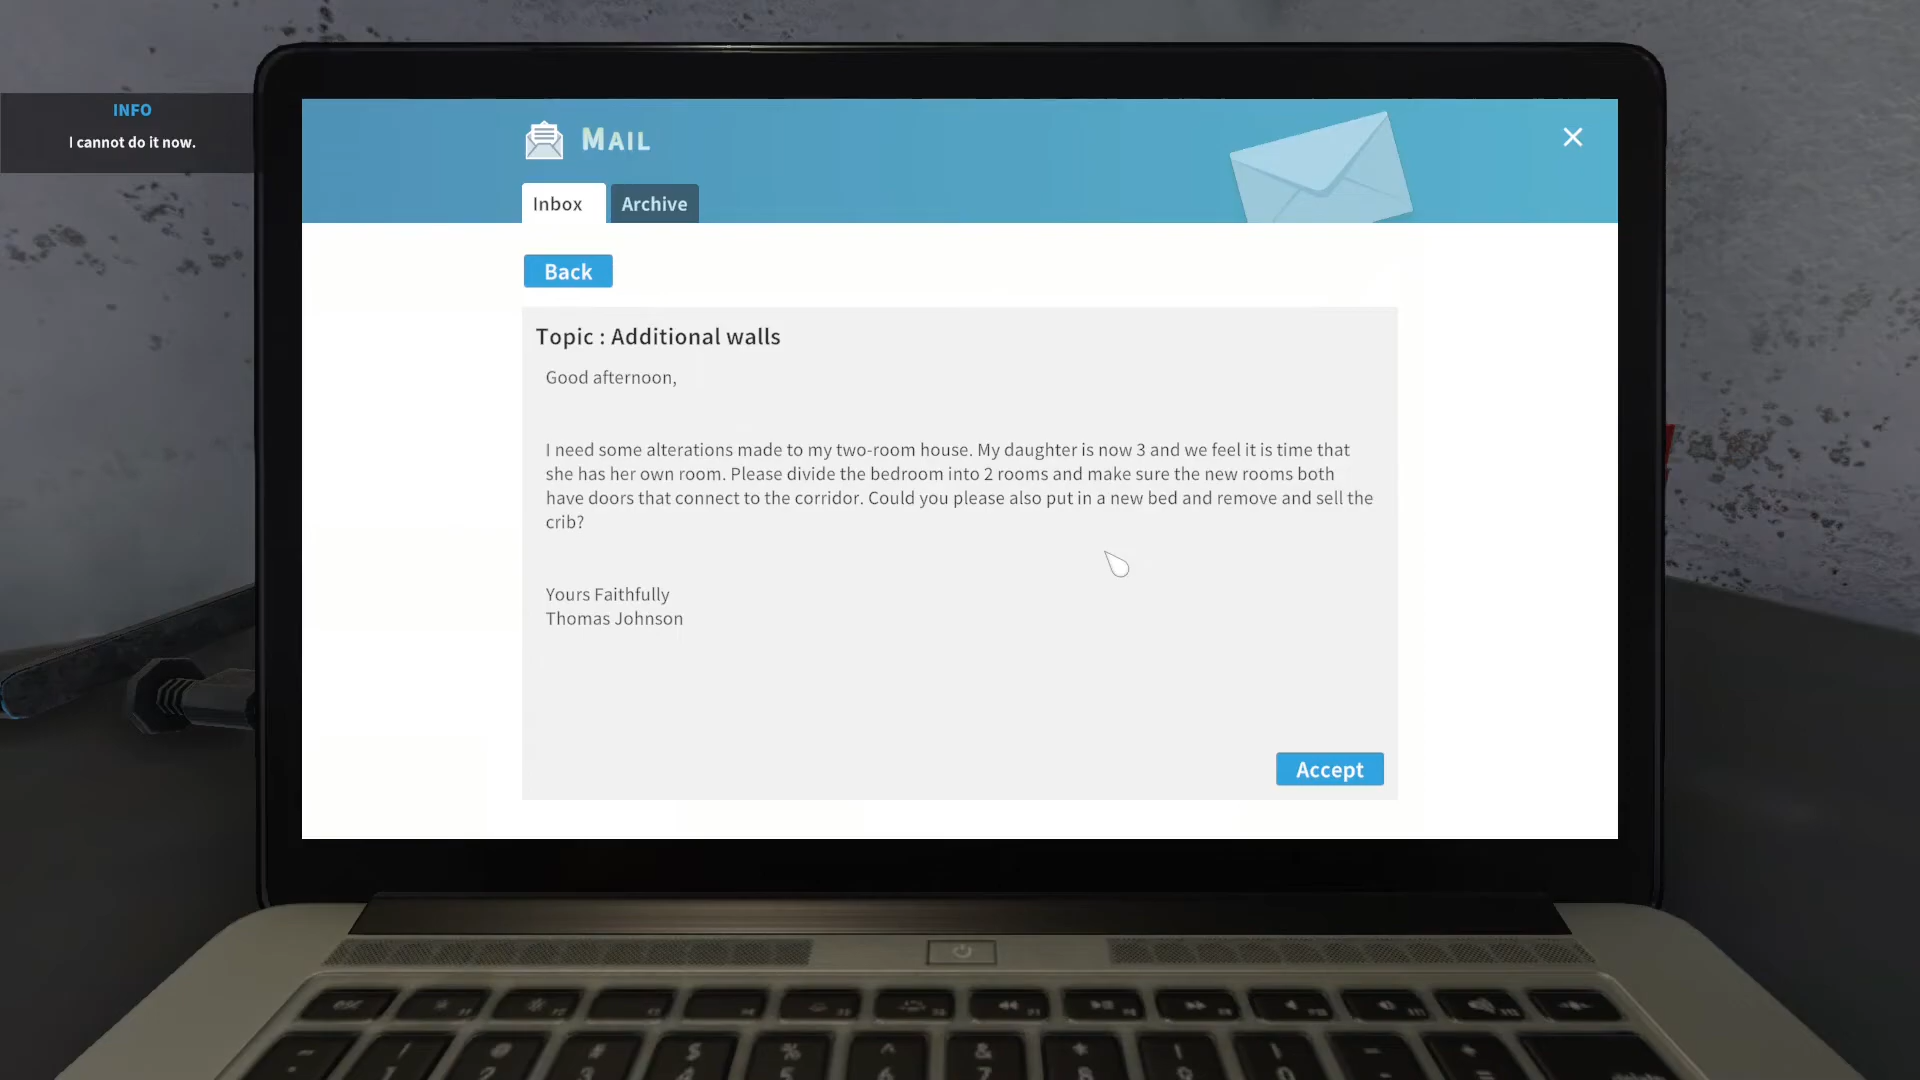 INFO
I cannot do it now.
MAIL
Inbox
Archive
Back
Topic : Additional walls
Good afternoon,
I need some alterations made to my two-room house. My daughter is now 3 and we feel it is time that
she has her own room. Please divide the bedroom into 2 rooms and make sure the new rooms both
have doors that connect to the corridor. Could you please also put in a new bed and remove and sell the
crib?
Yours Faithfully
Thomas Johnson
Accept
esc